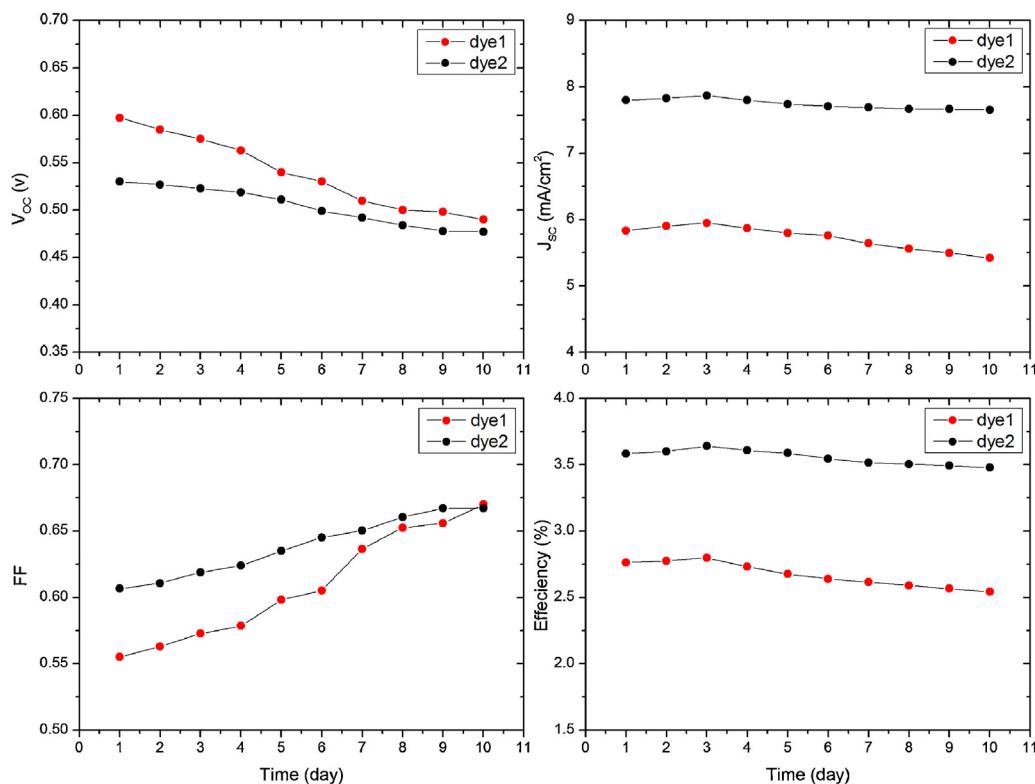 0.70
0.65
0.60
0.55
0.50
0.45
0.40
0.35
V_OC (v)
dye1
dye2
0 1 2 3 4 5 6 7 8 9 10 11
9
8
7
6
5
4
J_SC (mA/cm²)
dye1
dye2
0 1 2 3 4 5 6 7 8 9 10 11
0.75
0.70
0.65
0.60
0.55
0.50
FF
dye1
dye2
0 1 2 3 4 5 6 7 8 9 10 11
Time (day)
4.0
3.5
3.0
2.5
2.0
1.5
Effeciency (%)
dye1
dye2
0 1 2 3 4 5 6 7 8 9 10 11
Time (day)